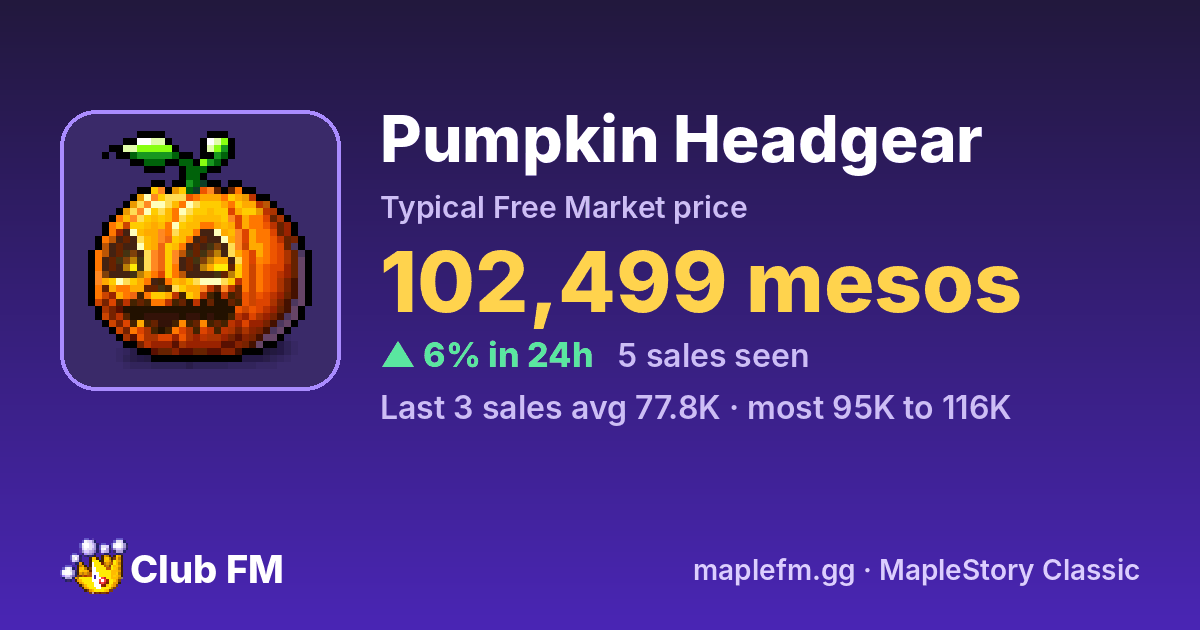 Pumpkin Headgear
Typical Free Market price
102,499 mesos
▲ 6% in 24h 5 sales seen
Last 3 sales avg 77.8K · most 95K to 116K
Club FM
maplefm.gg · MapleStory Classic